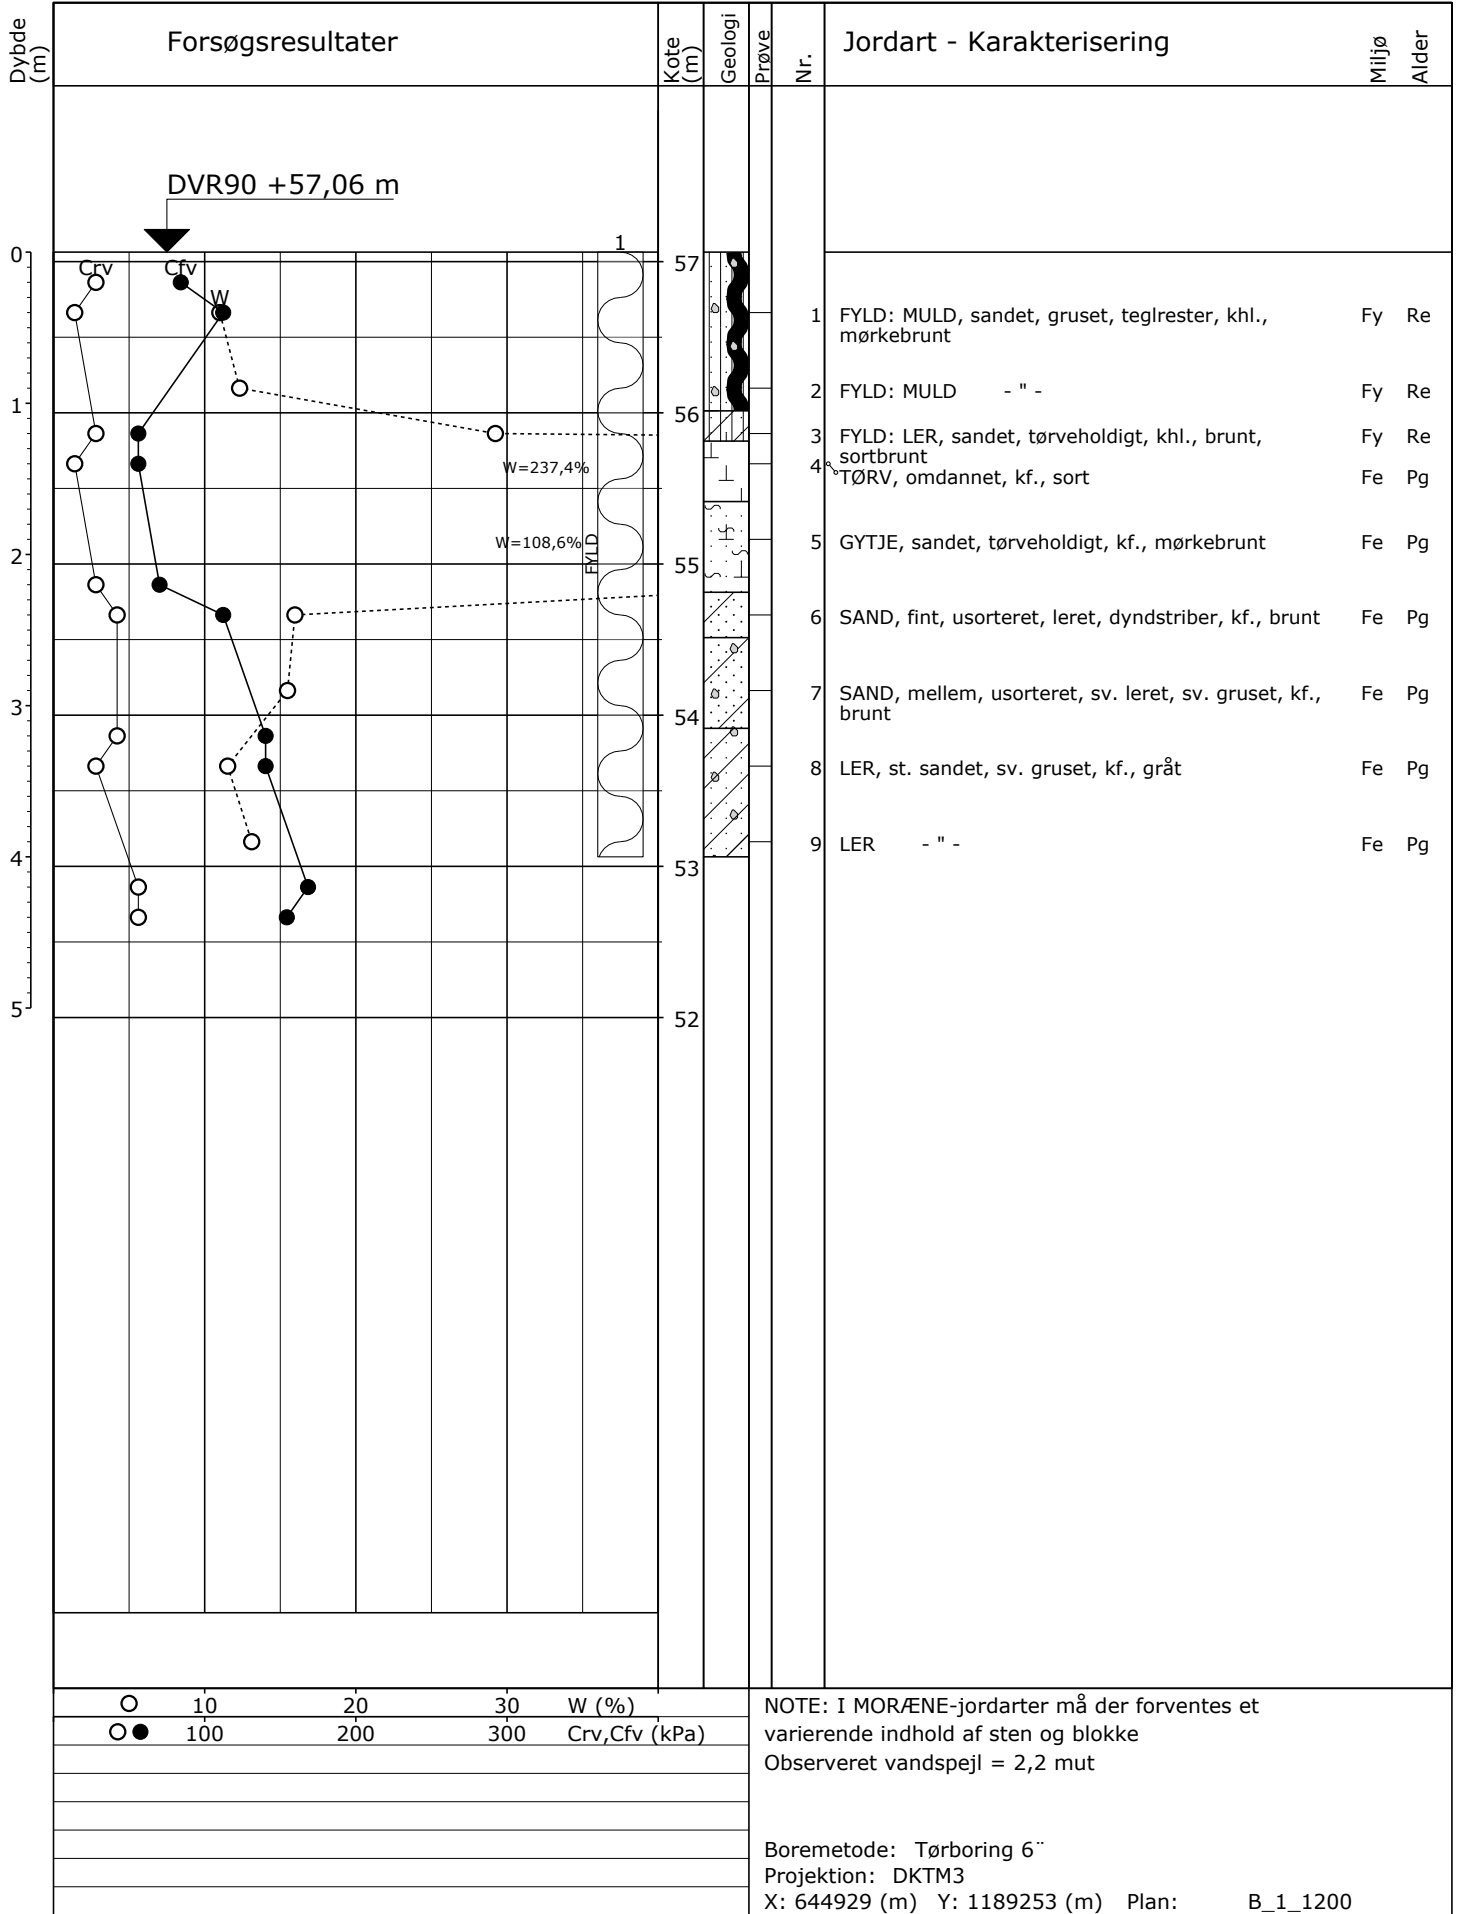 Dybde
(m)
Forsøgsresultater
Kote
(m)
Geologi
Prøve
Nr.
Jordart - Karakterisering
Miljø
Alder
DVR90 +57,06 m
0
1
2
3
4
5
Crv
Cfv
W
1
W=237,4%
W=108,6%
FYLD
57
56
55
54
53
52
1 FYLD: MULD, sandet, gruset, teglrester, khl., Fy Re
mørkebrunt
2 FYLD: MULD - " - Fy Re
3 FYLD: LER, sandet, tørveholdigt, khl., brunt, Fy Re
sortbrunt
4 TØRV, omdannet, kf., sort Fe Pg
5 GYTJE, sandet, tørveholdigt, kf., mørkebrunt Fe Pg
6 SAND, fint, usorteret, leret, dyndstriber, kf., brunt Fe Pg
7 SAND, mellem, usorteret, sv. leret, sv. gruset, kf., Fe Pg
brunt
8 LER, st. sandet, sv. gruset, kf., gråt Fe Pg
9 LER - " - Fe Pg
10 20 30 W (%)
100 200 300 Crv,Cfv (kPa)
NOTE: I MORÆNE-jordarter må der forventes et
varierende indhold af sten og blokke
Observeret vandspejl = 2,2 mut
Boremetode: Tørboring 6¨
Projektion: DKTM3
X: 644929 (m) Y: 1189253 (m) Plan: B_1_1200